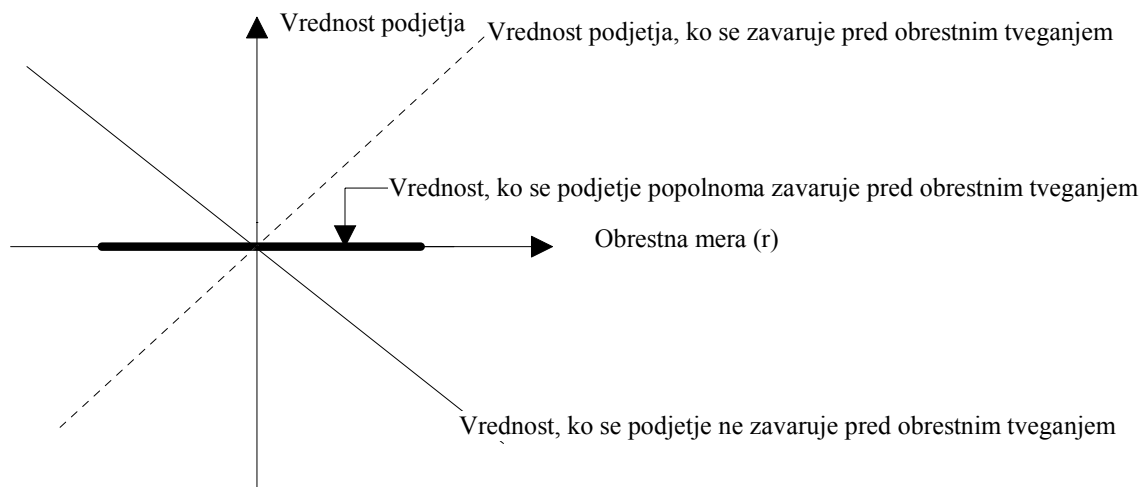 Vrednost podjetja
Vrednost podjetja, ko se zavaruje pred obrestnim tveganjem
Vrednost, ko se podjetje popolnoma zavaruje pred obrestnim tveganjem
Obrestna mera (r)
Vrednost, ko se podjetje ne zavaruje pred obrestnim tveganjem